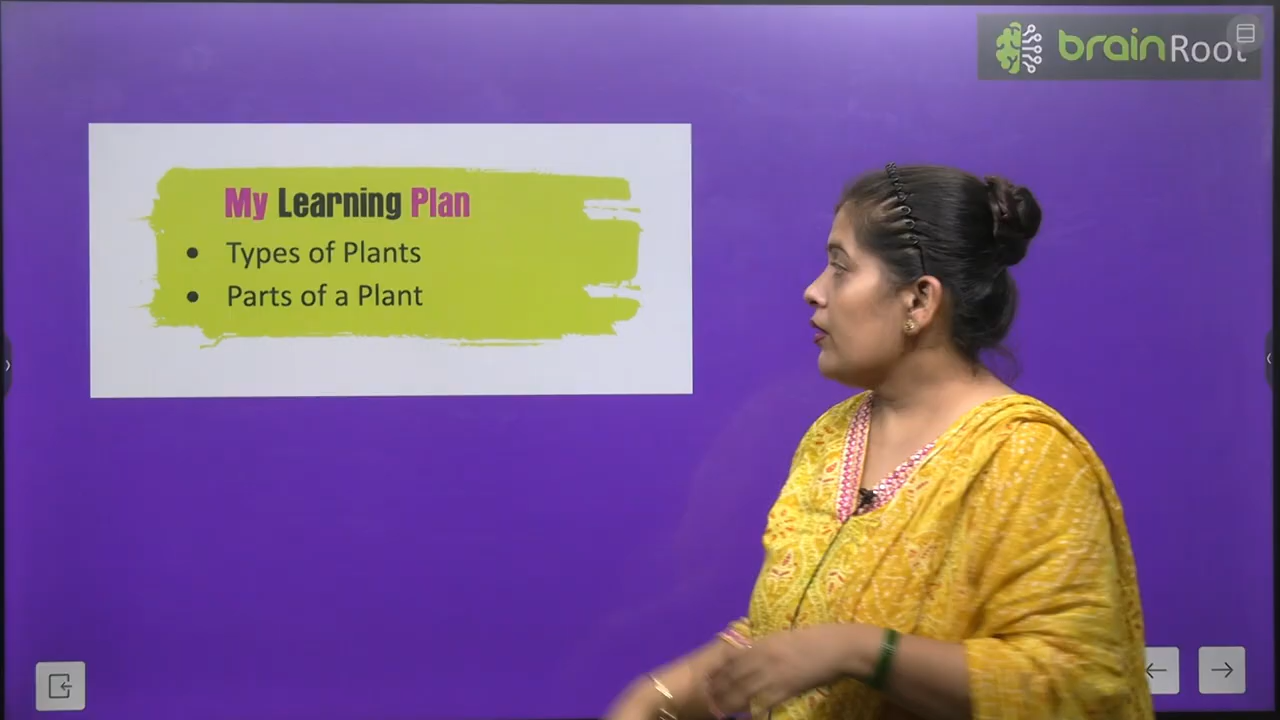 brainRoot
My Learning Plan
• Types of Plants
• Parts of a Plant